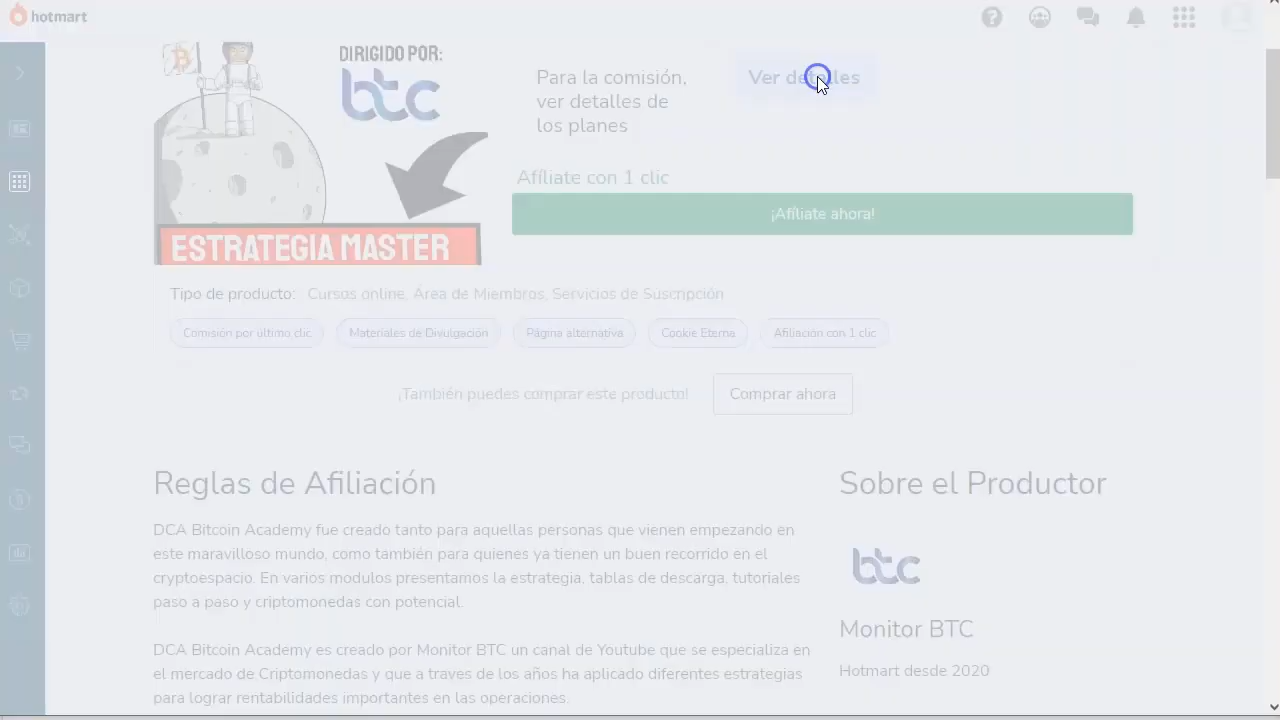 hotmart
DIRIGIDO POR:
btc
ESTRATEGIA MASTER
Para la comisión,
ver detalles de
los planes
Ver detalles
Afíliate con 1 clic
¡Afíliate ahora!
Tipo de producto: Cursos online, Área de Miembros, Servicios de Suscripción
Comisión por último clic
Materiales de Divulgación
Página alternativa
Cookie Eterna
Afiliación con 1 clic
¡También puedes comprar este producto!
Comprar ahora
Reglas de Afiliación
DCA Bitcoin Academy fue creado tanto para aquellas personas que vienen empezando en
este maravilloso mundo, como también para quienes ya tienen un buen recorrido en el
cryptoespacio. En varios modulos presentamos la estrategia, tablas de descarga, tutoriales
paso a paso y criptomonedas con potencial.
DCA Bitcoin Academy es creado por Monitor BTC un canal de Youtube que se especializa en
el mercado de Criptomonedas y que a traves de los años ha aplicado diferentes estrategias
para lograr rentabilidades importantes en las operaciones.
Sobre el Productor
btc
Monitor BTC
Hotmart desde 2020